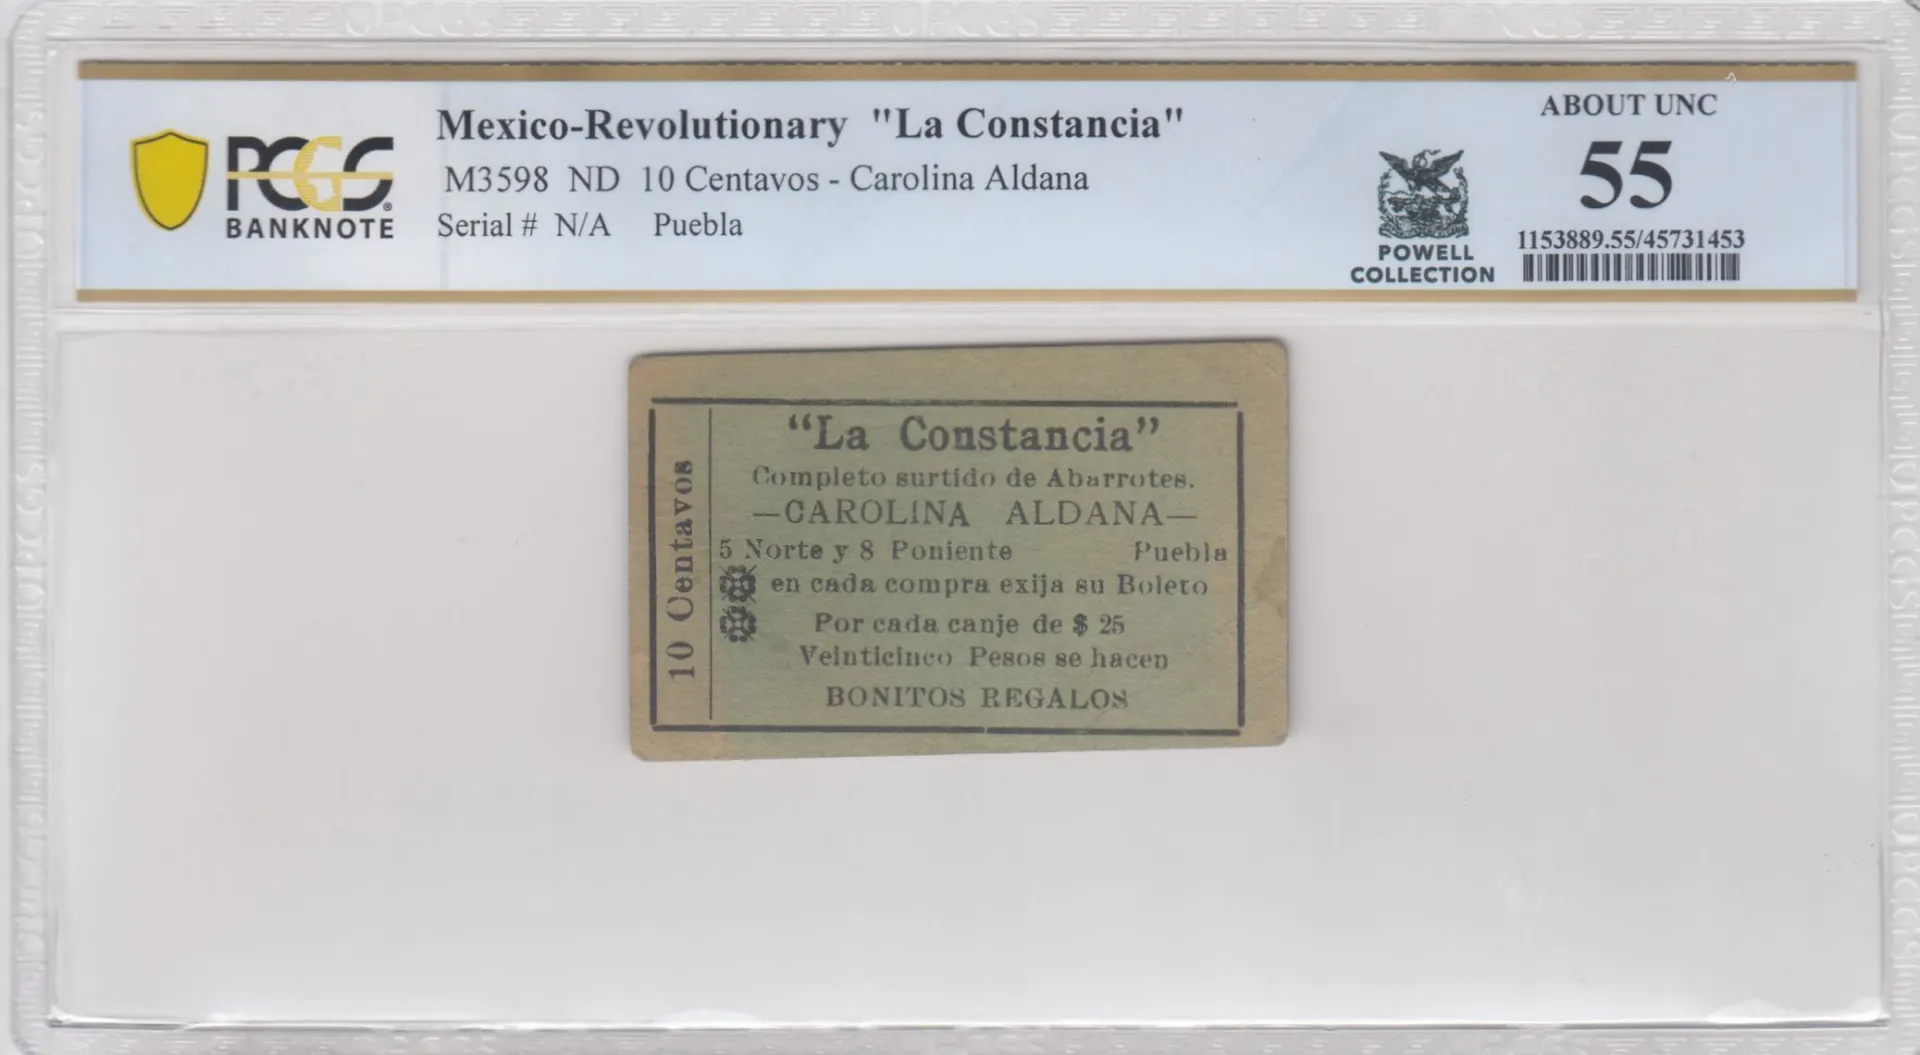 PCGS
BANKNOTE
Mexico-Revolutionary "La Constancia"
M3598 ND 10 Centavos - Carolina Aldana
Serial # N/A Puebla
POWELL
COLLECTION
ABOUT UNC
55
1153889.55/45731453
10 Centavos
“La Constancia”
Completo surtido de Abarrotes.
—CAROLINA ALDANA—
5 Norte y 8 Poniente Puebla
en cada compra exija su Boleto
Por cada canje de $ 25
Veinticinco Pesos se hacen
BONITOS REGALOS